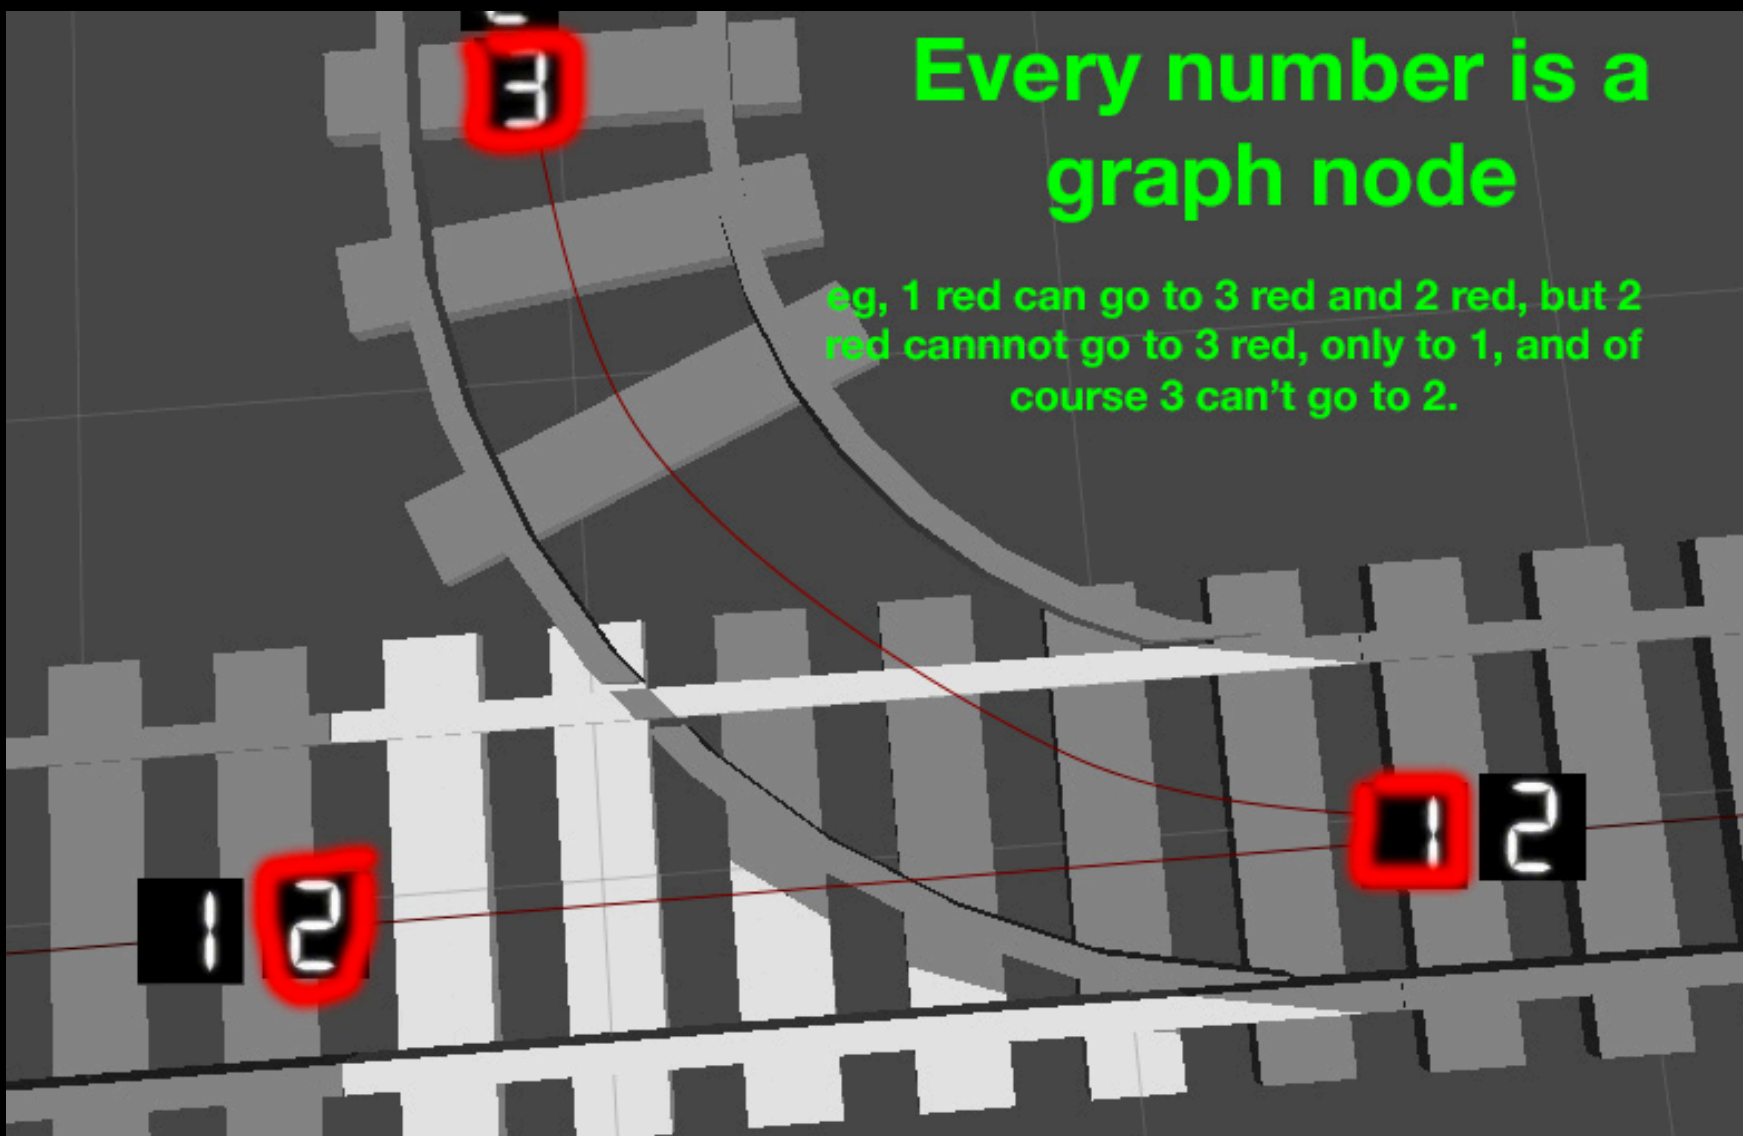 3
Every number is a
graph node
eg, 1 red can go to 3 red and 2 red, but 2
red cannnot go to 3 red, only to 1, and of
course 3 can't go to 2.
1 2
1 2